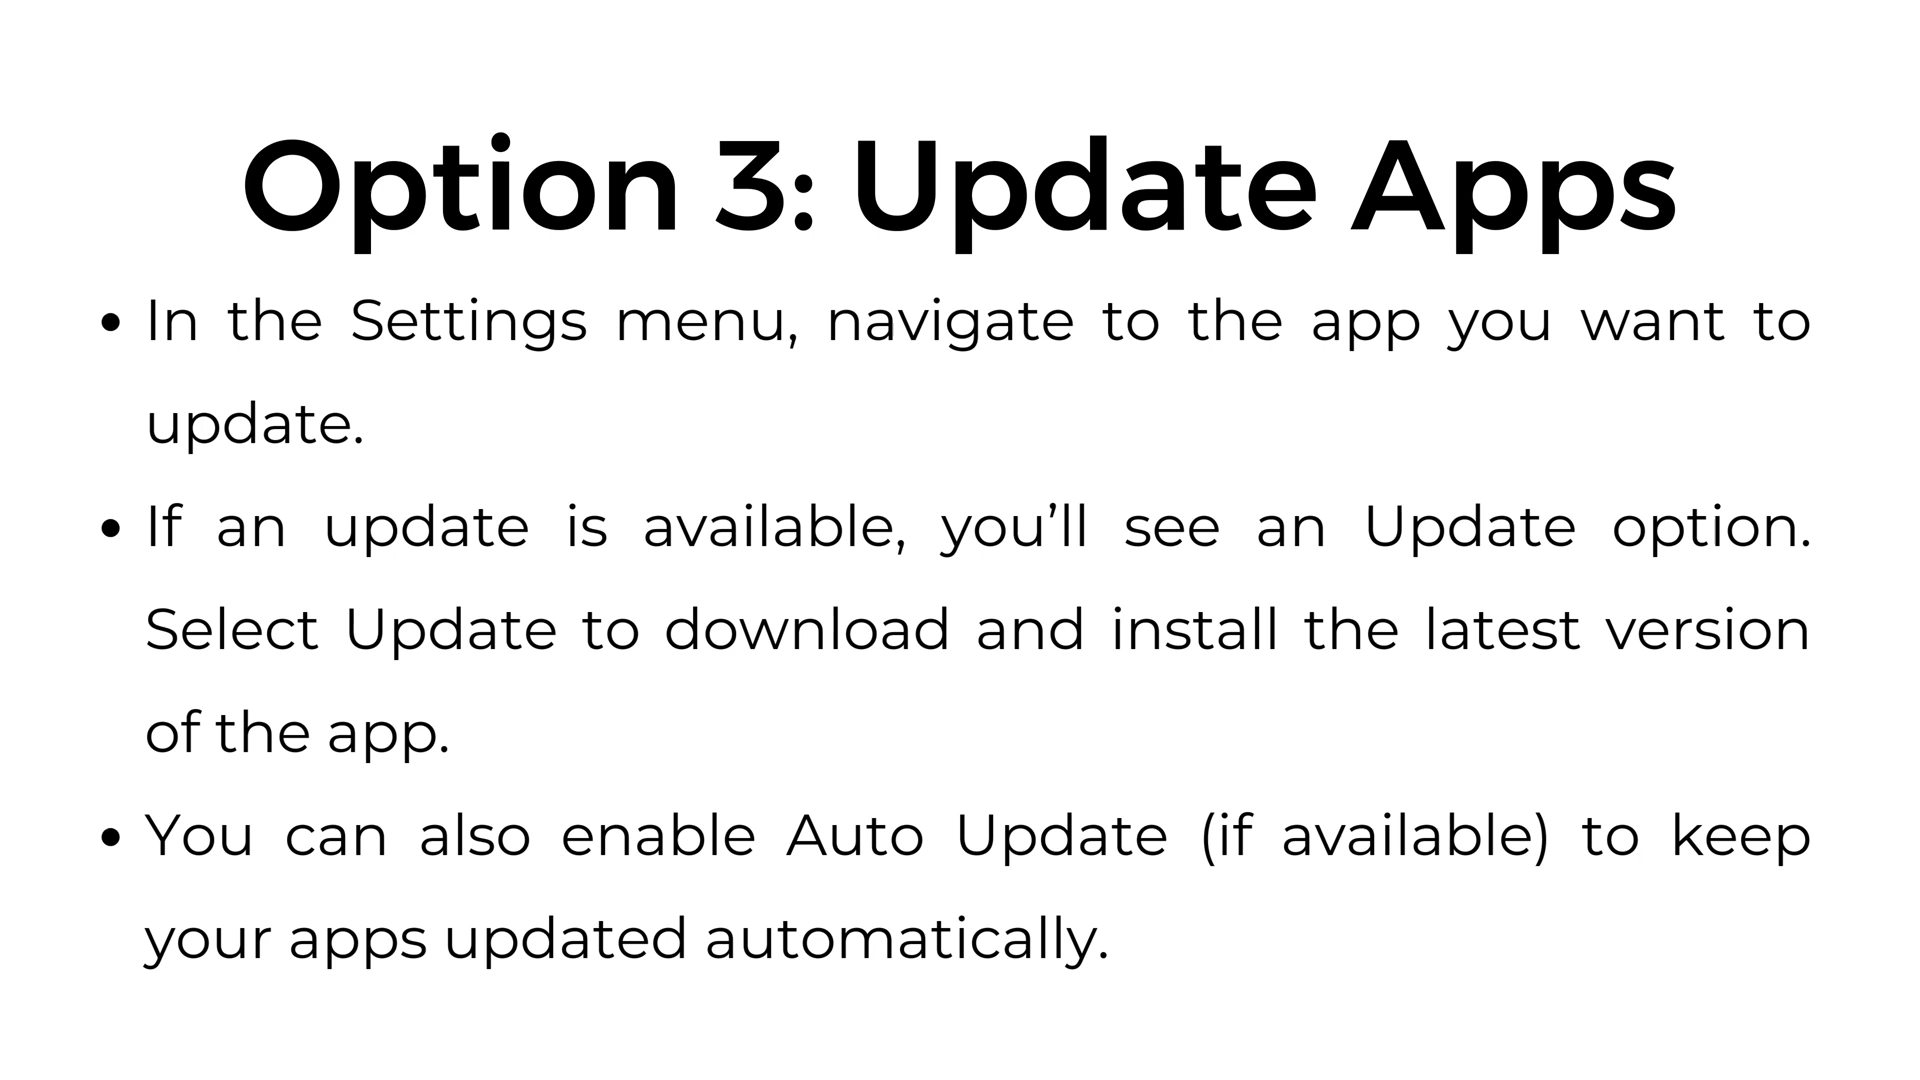 Option 3: Update Apps
• In the Settings menu, navigate to the app you want to
update.
• If an update is available, you’ll see an Update option.
Select Update to download and install the latest version
of the app.
• You can also enable Auto Update (if available) to keep
your apps updated automatically.